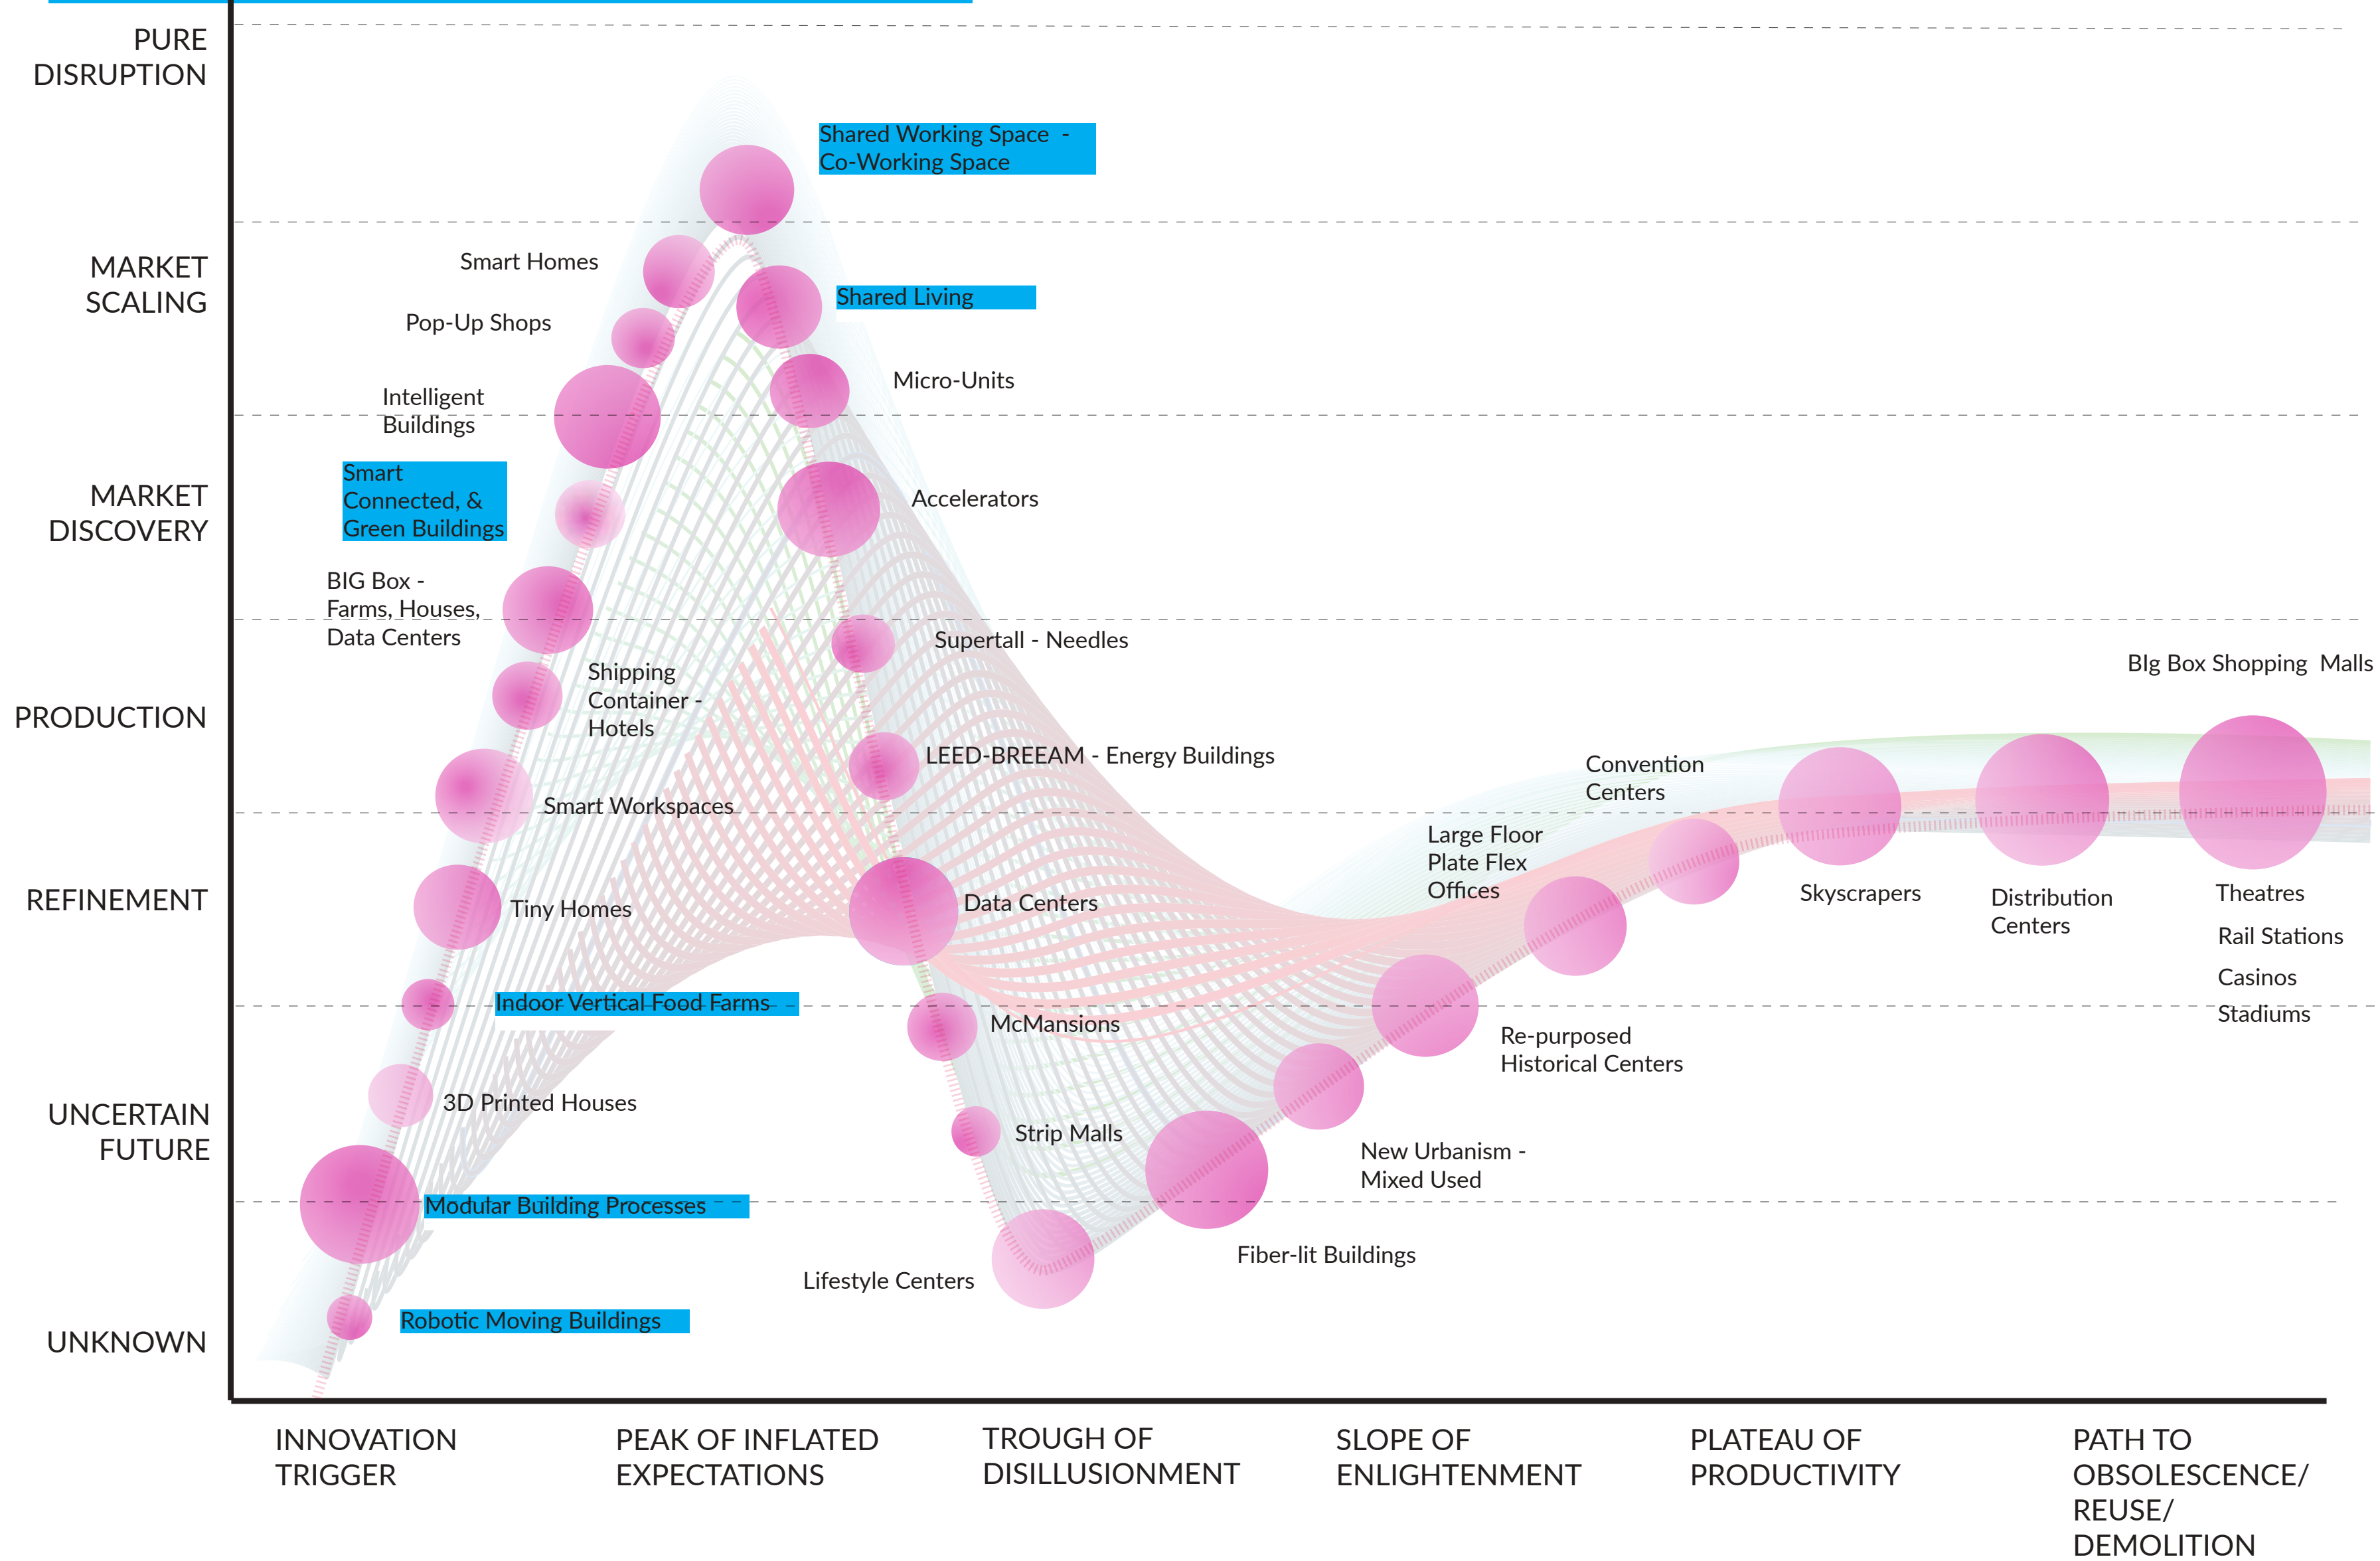 PURE
DISRUPTION
MARKET
SCALING
MARKET
DISCOVERY
PRODUCTION
REFINEMENT
UNCERTAIN
FUTURE
UNKNOWN
Shared Working Space -
Co-Working Space
Smart Homes
Shared Living
Pop-Up Shops
Micro-Units
Intelligent
Buildings
Smart
Connected, &
Green Buildings
Accelerators
BIG Box -
Farms, Houses,
Data Centers
Supertall - Needles
Shipping
Container -
Hotels
LEED-BREEAM - Energy Buildings
Smart Workspaces
Tiny Homes
Data Centers
Indoor Vertical Food Farms
McMansions
3D Printed Houses
Strip Malls
Modular Building Processes
Lifestyle Centers
Robotic Moving Buildings
Fiber-lit Buildings
New Urbanism -
Mixed Used
Re-purposed
Historical Centers
Large Floor
Plate Flex
Offices
Convention
Centers
Skyscrapers
Distribution
Centers
BIg Box Shopping Malls
Theatres
Rail Stations
Casinos
Stadiums
INNOVATION
TRIGGER
PEAK OF INFLATED
EXPECTATIONS
TROUGH OF
DISILLUSIONMENT
SLOPE OF
ENLIGHTENMENT
PLATEAU OF
PRODUCTIVITY
PATH TO
OBSOLESCENCE/
REUSE/
DEMOLITION